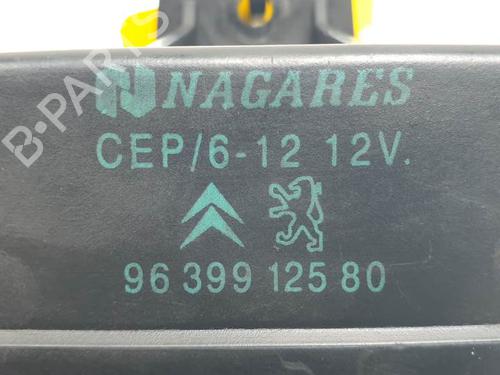 NAGARES
CEP/6-12 12V.
96 399 125 80
B-PARTS